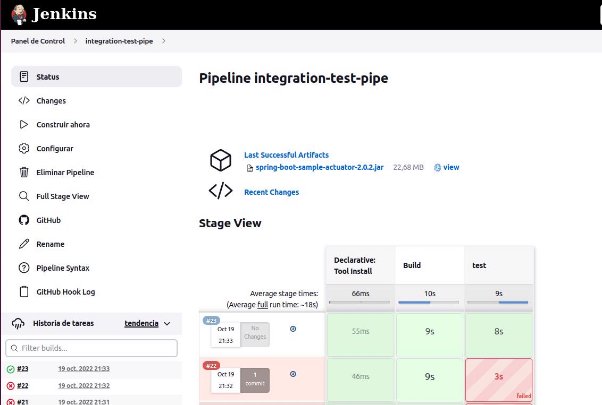 Jenkins
Panel de Control
integration-test-pipe
Status
Changes
Construir ahora
Configurar
Eliminar Pipeline
Full Stage View
GitHub
Rename
Pipeline Syntax
GitHub Hook Log
Historia de tareas
tendencia
Filter builds...
#23 19 oct. 2022 21:33
#22 19 oct. 2022 21:32
#21 19 oct. 2022 21:31
Pipeline integration-test-pipe
Last Successful Artifacts
spring-boot-sample-actuator-2.0.2.jar 22,68 MB view
Recent Changes
Stage View
Declarative:
Tool Install
Build
test
Average stage times:
(Average full run time: ~18s)
66ms
10s
9s
#23
Oct 19
21:33
No
Changes
55ms
9s
8s
#22
Oct 19
21:32
1
commit
46ms
9s
3s
failed